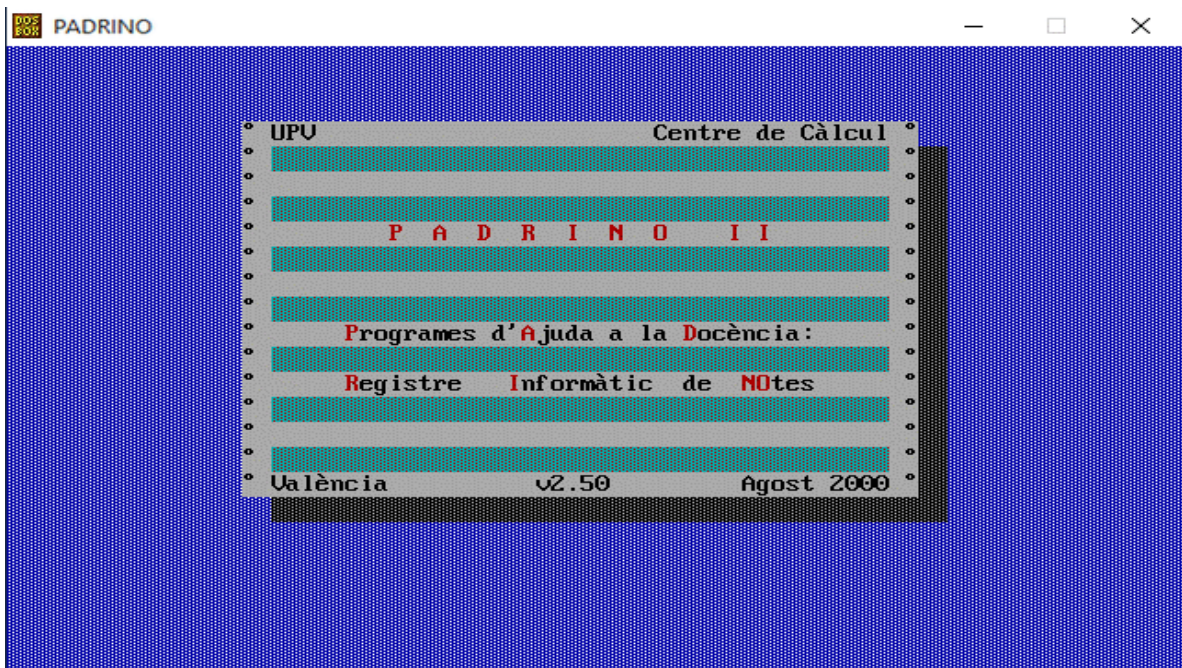 PADRINO
UPV Centre de Càlcul
P A D R I N O I I
Programes d'Ajuda a la Docència:
Registre Informàtic de NOtes
València v2.50 Agost 2000